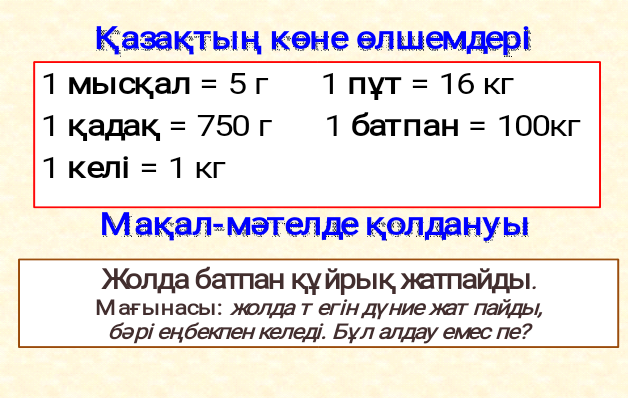 Қазақтың көне өлшемдері
1 мысқал = 5 г 1 пұт = 16 кг
1 қадақ = 750 г 1 батпан = 100кг
1 келі = 1 кг
Мақал-мәтелде қолдануы
Жолда батпан құйрық жатпайды.
Мағынасы: жолда тегін дүние жатпайды,
бәрі еңбекпен келеді. Бұл алдау емес пе?